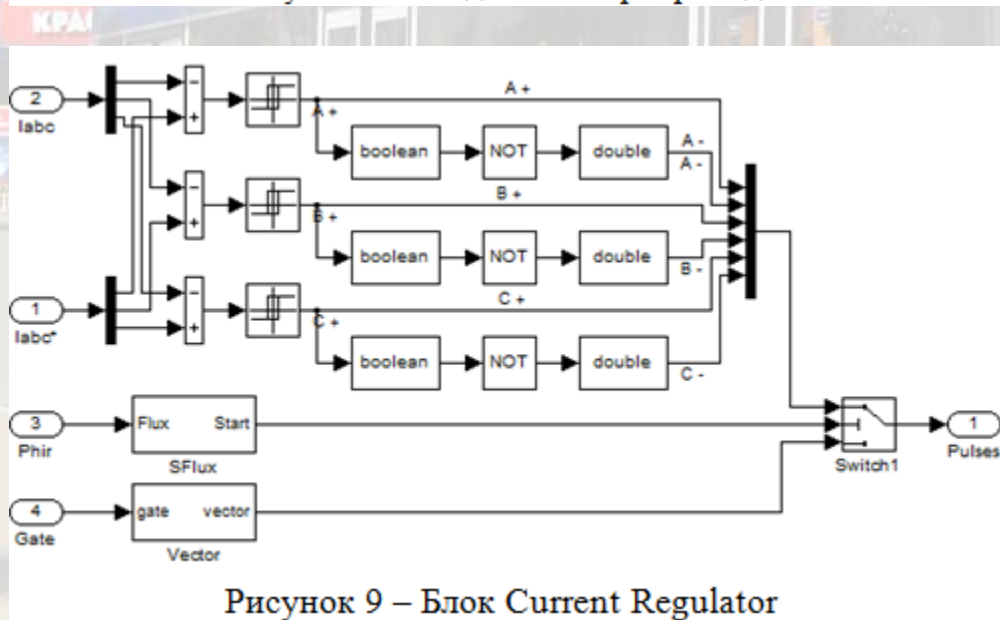 КРА
2
Iabc
A +
A +
boolean
NOT
double
A -
A -
B +
B +
boolean
NOT
double
B -
C +
1
Iabc*
C +
boolean
NOT
double
C -
3
Phir
Flux
Start
SFlux
Switch1
1
Pulses
4
Gate
gate
vector
Vector
Рисунок 9 – Блок Current Regulator